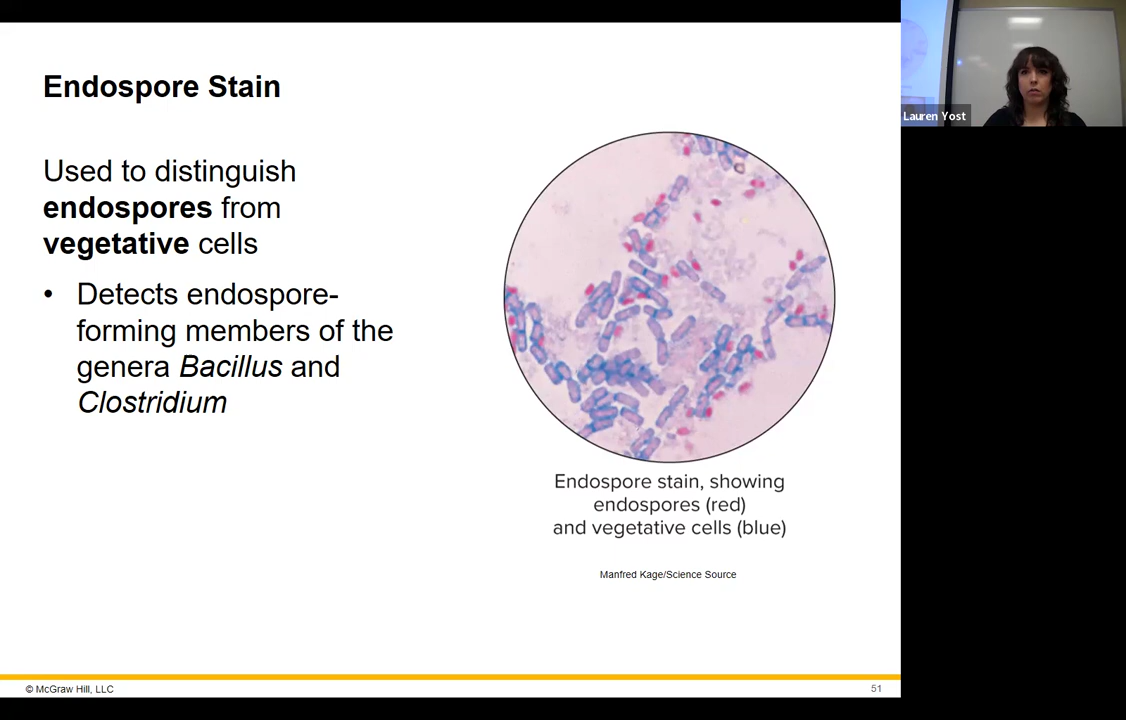 Endospore Stain
Used to distinguish
endospores from
vegetative cells
• Detects endospore-
forming members of the
genera Bacillus and
Clostridium
Endospore stain, showing
endospores (red)
and vegetative cells (blue)
Manfred Kage/Science Source
© McGraw Hill, LLC
51
Lauren Yost